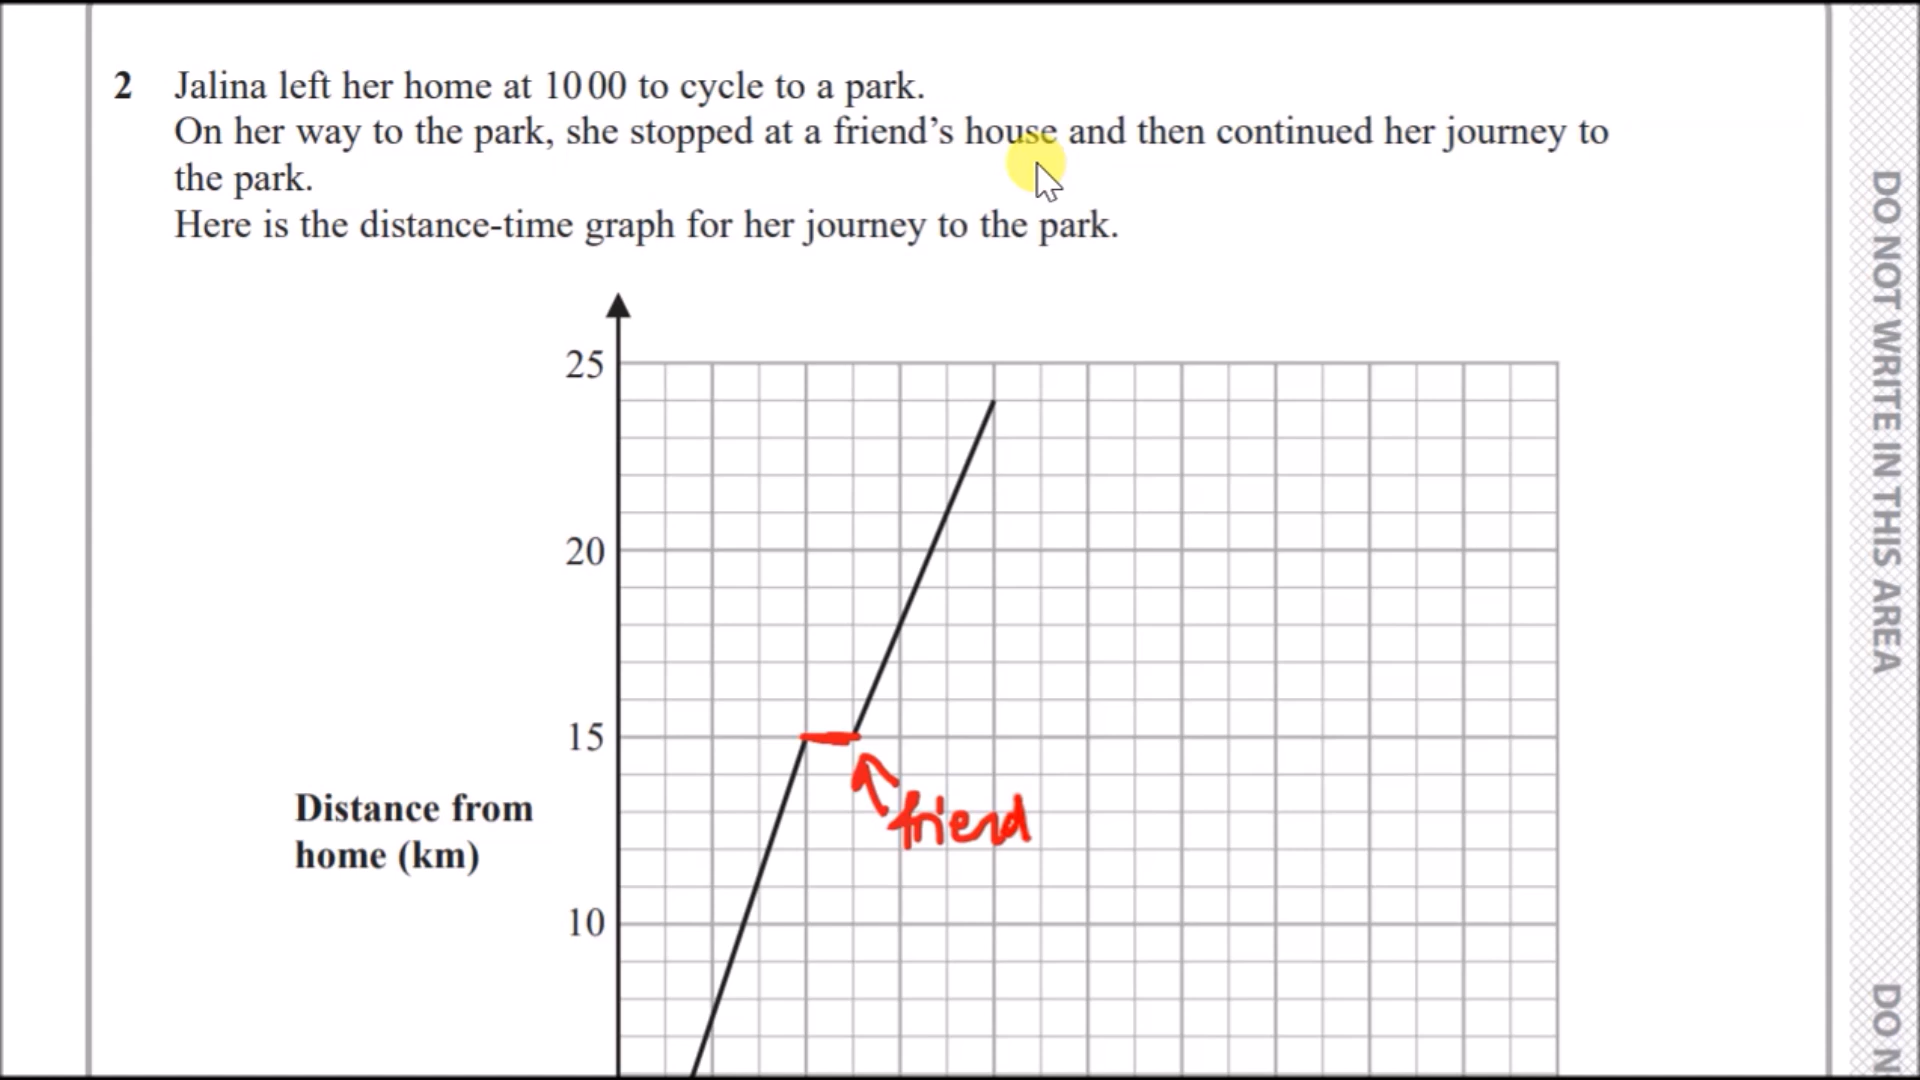 2 Jalina left her home at 1000 to cycle to a park.
On her way to the park, she stopped at a friend's house and then continued her journey to
the park.
Here is the distance-time graph for her journey to the park.
25
20
15
friend
Distance from
home (km)
10
DO NOT WRITE IN THIS AREA
DO N